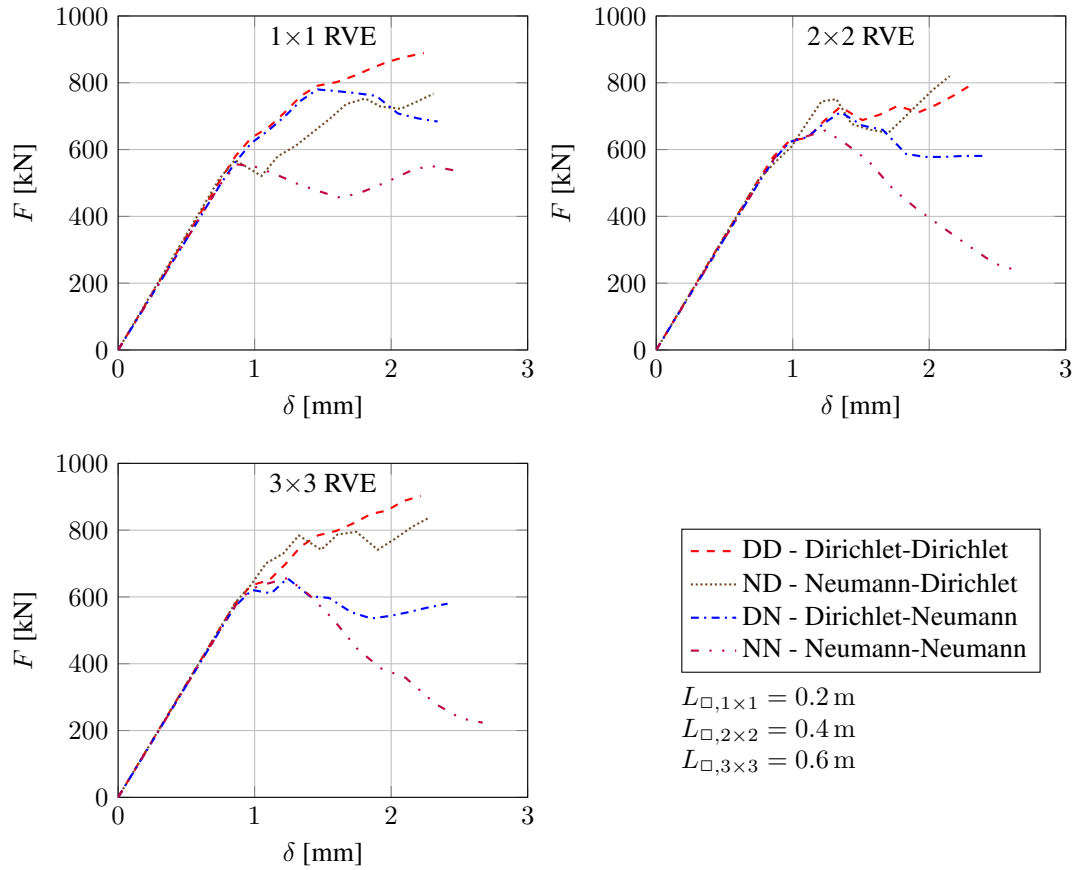 1×1 RVE
1000
800
600
400
200
0
F [kN]
0 1 2 3
δ [mm]
2×2 RVE
1000
800
600
400
200
0
F [kN]
0 1 2 3
δ [mm]
3×3 RVE
1000
800
600
400
200
0
F [kN]
0 1 2 3
δ [mm]
DD - Dirichlet-Dirichlet
ND - Neumann-Dirichlet
DN - Dirichlet-Neumann
NN - Neumann-Neumann
L□,1×1 = 0.2 m
L□,2×2 = 0.4 m
L□,3×3 = 0.6 m